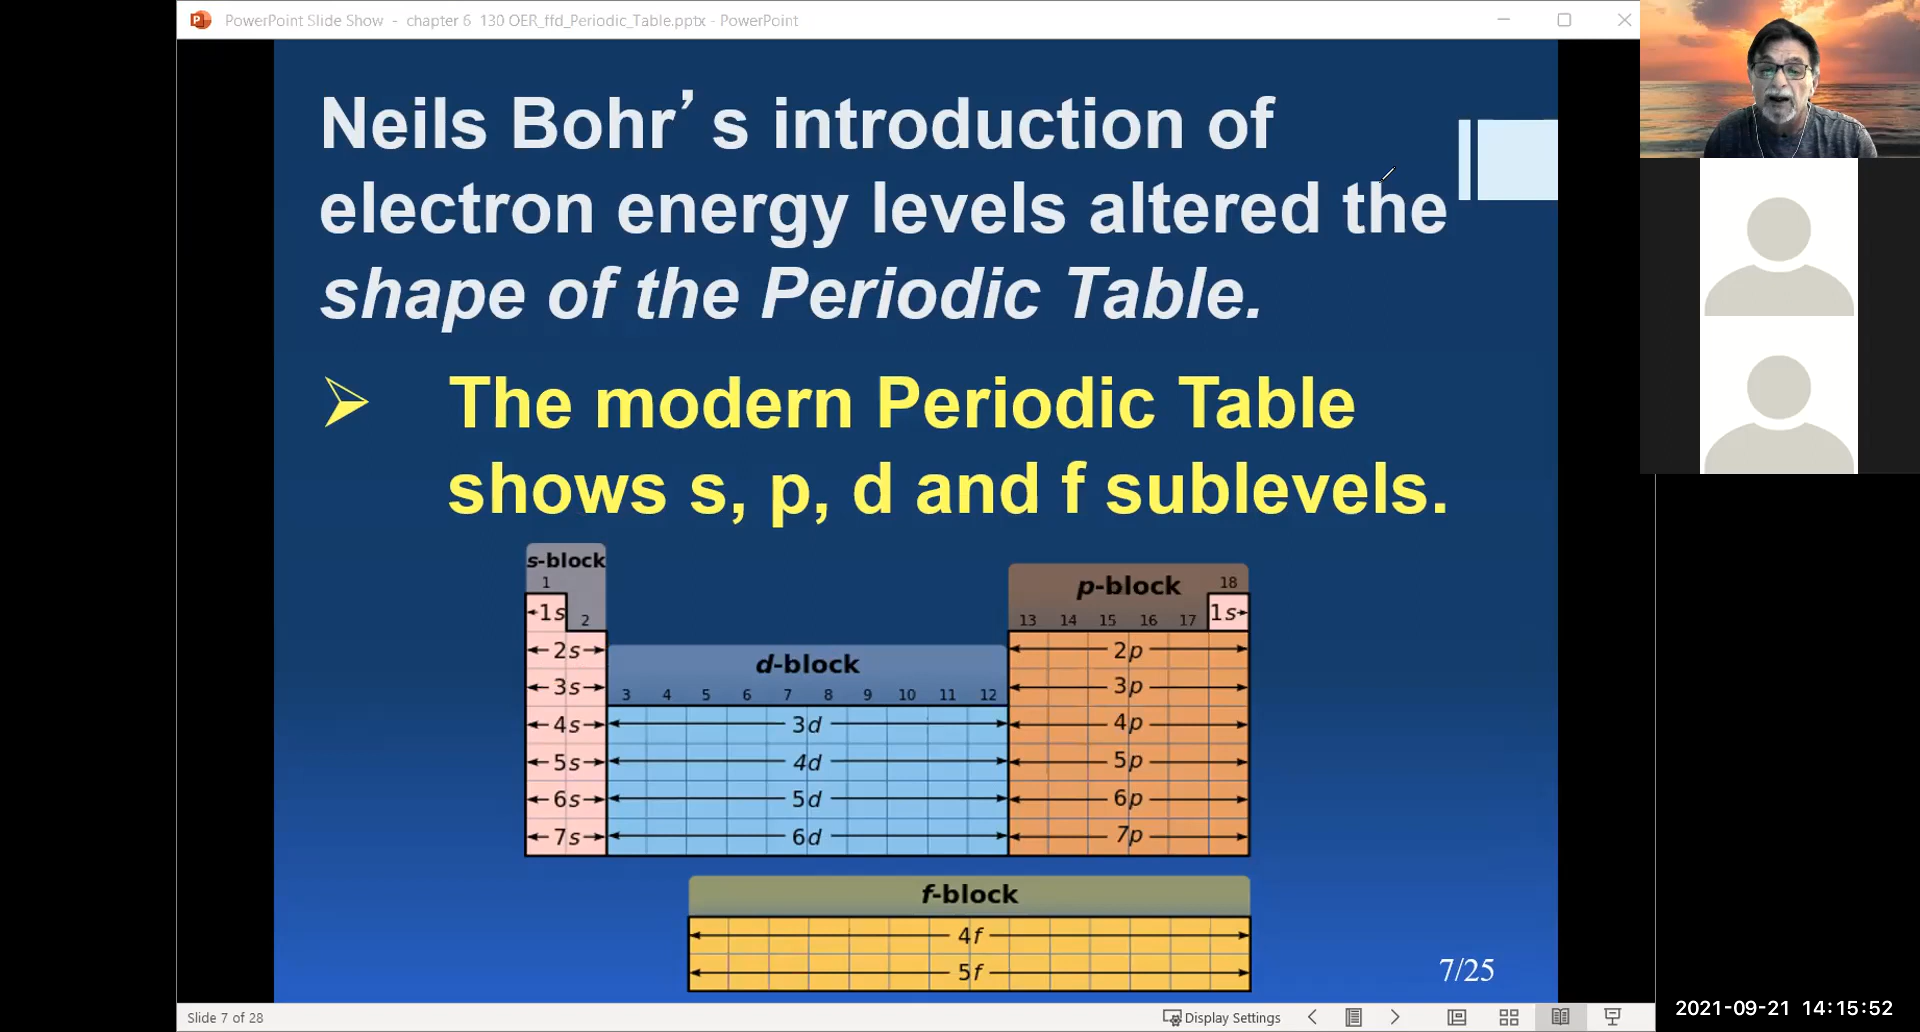 PowerPoint Slide Show - chapter 6 130 OER_ffd_Periodic_Table.pptx - PowerPoint
Neils Bohr’s introduction of
electron energy levels altered the
shape of the Periodic Table.
The modern Periodic Table
shows s, p, d and f sublevels.
s-block
1
1s
2
2s
3s
4s
5s
6s
7s
d-block
3 4 5 6 7 8 9 10 11 12
3d
4d
5d
6d
p-block
18
13 14 15 16 17
1s
2p
3p
4p
5p
6p
7p
f-block
4f
5f
7/25
Slide 7 of 28
Display Settings
2021-09-21 14:15:52